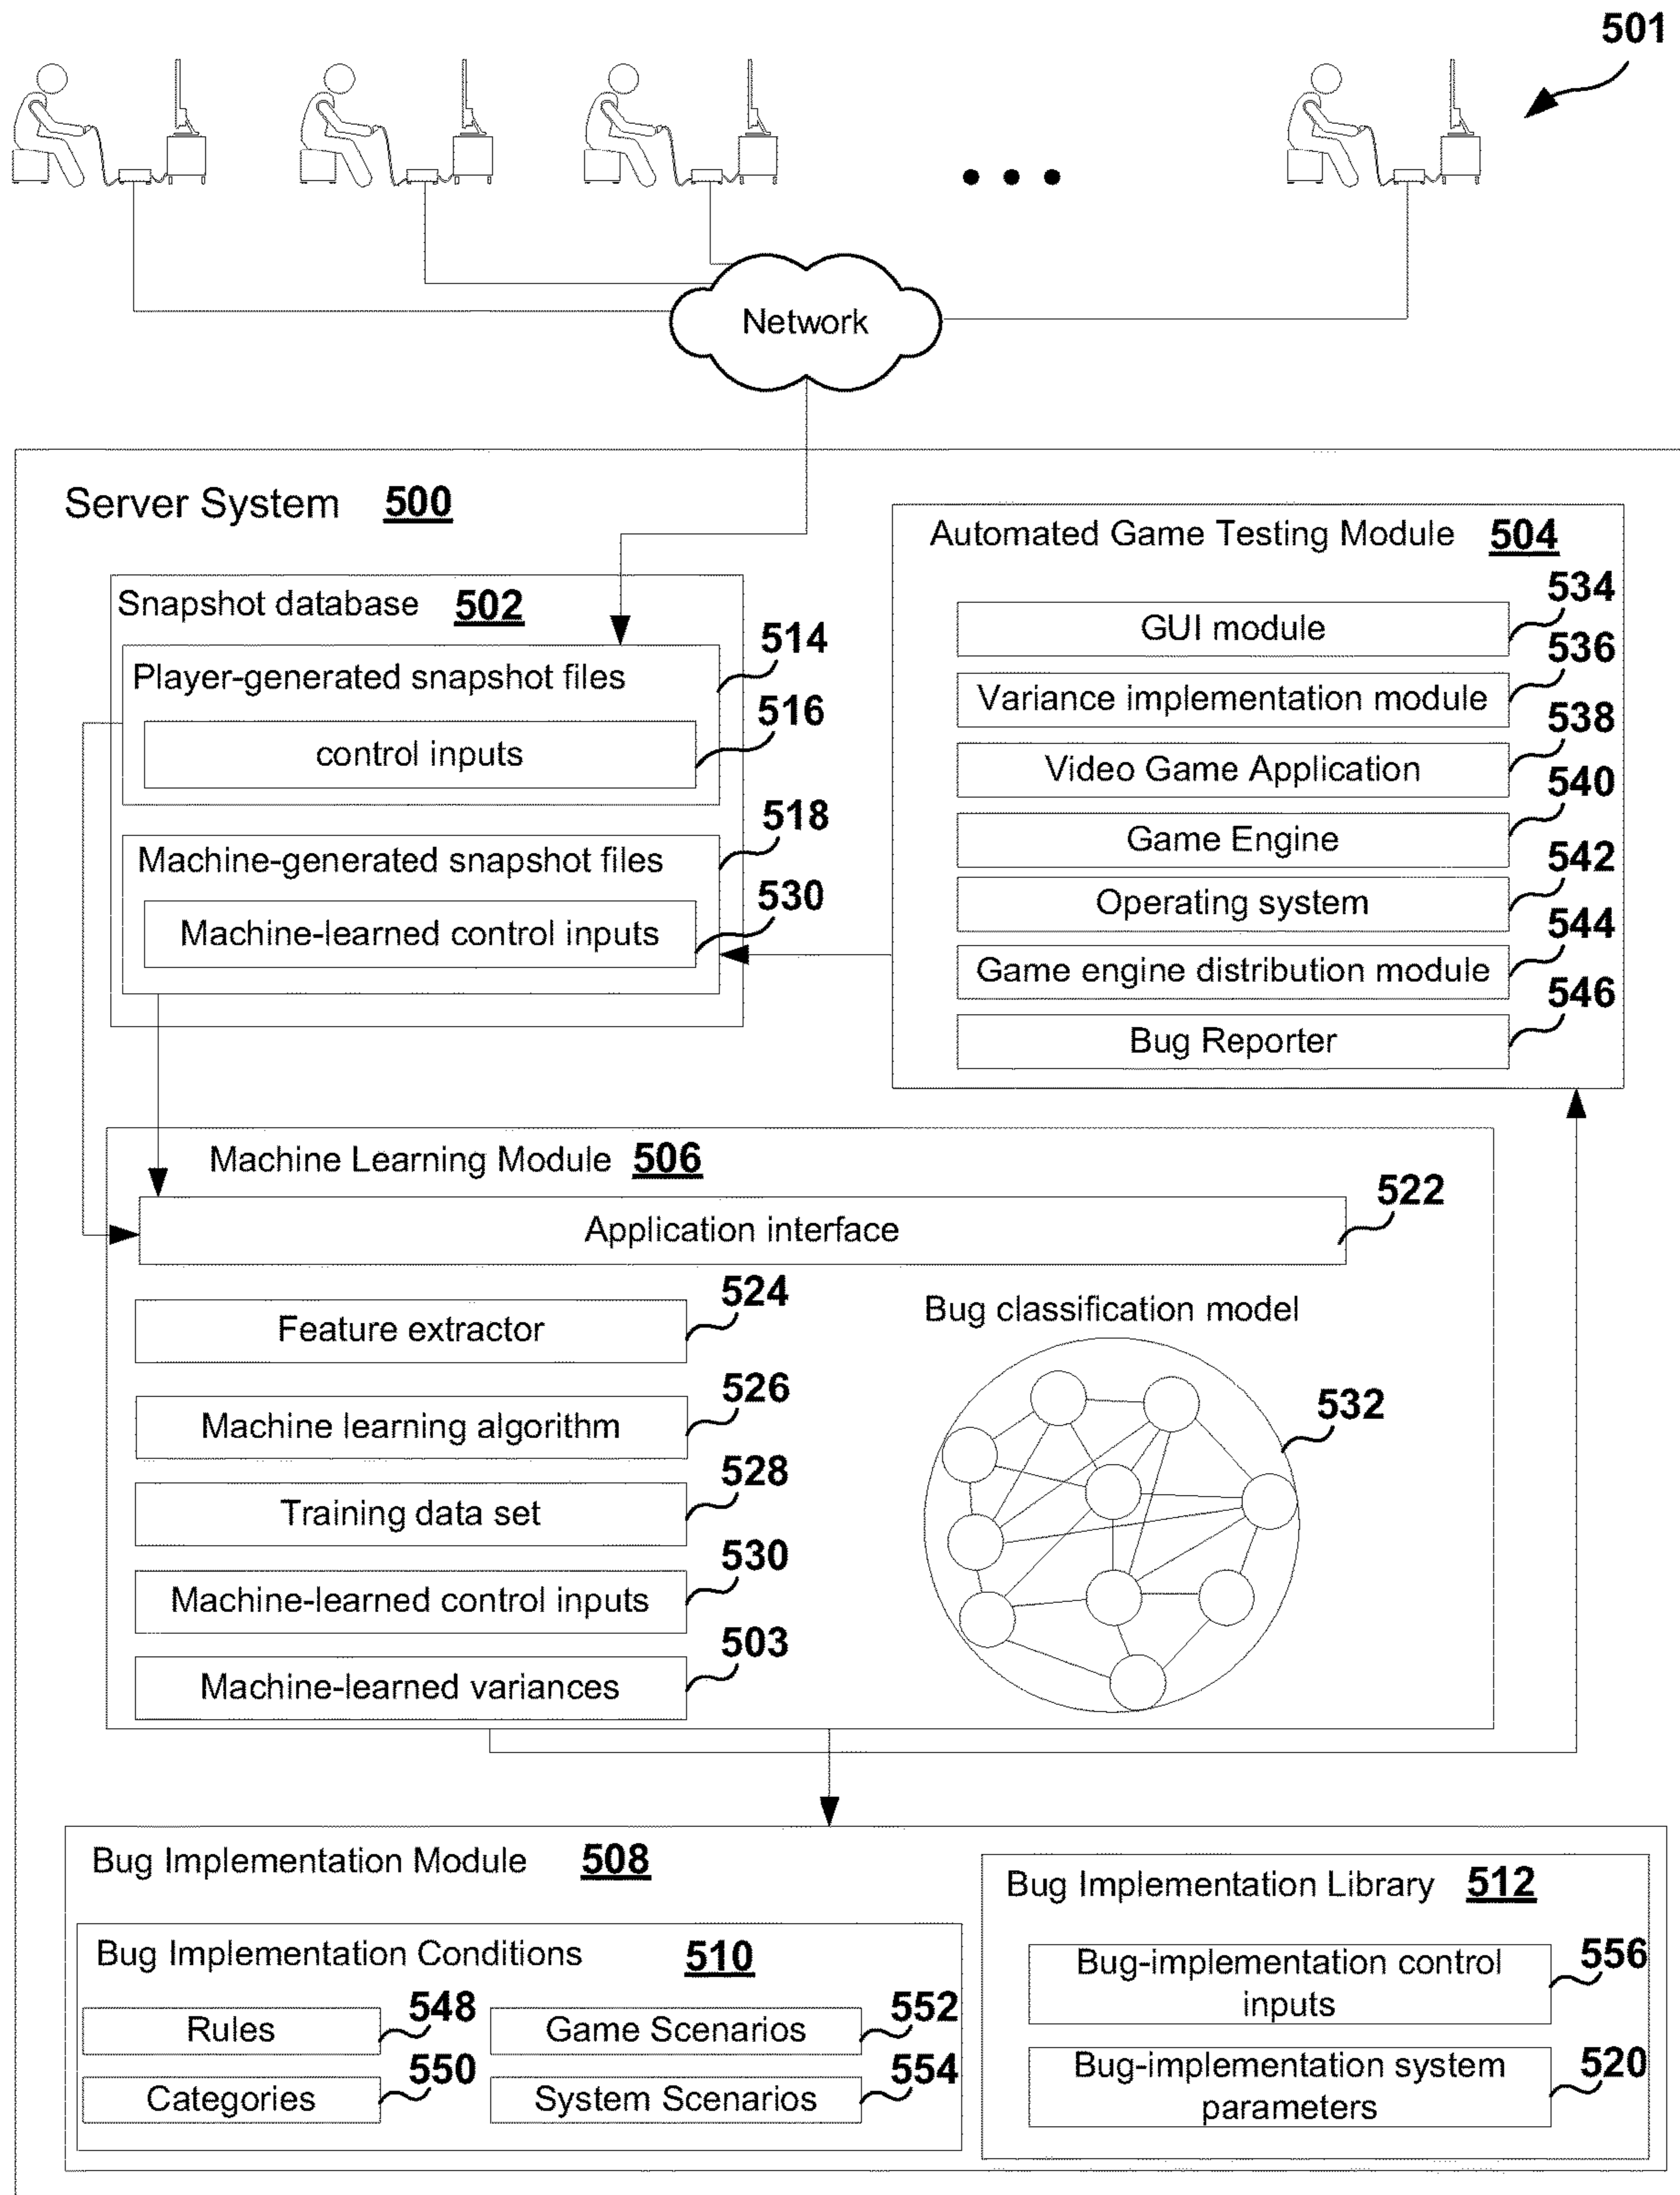 501
Network
Server System 500
Snapshot database 502
Player-generated snapshot files
514
control inputs
516
Machine-generated snapshot files
518
Machine-learned control inputs
530
Automated Game Testing Module 504
GUI module
534
Variance implementation module
536
Video Game Application
538
Game Engine
540
Operating system
542
Game engine distribution module
544
Bug Reporter
546
Machine Learning Module 506
Application interface
522
Feature extractor
524
Machine learning algorithm
526
Training data set
528
Machine-learned control inputs
530
Machine-learned variances
503
Bug classification model
532
Bug Implementation Module 508
Bug Implementation Conditions 510
Rules
548
Game Scenarios
552
Categories
550
System Scenarios
554
Bug Implementation Library 512
Bug-implementation control
inputs
556
Bug-implementation system
parameters
520